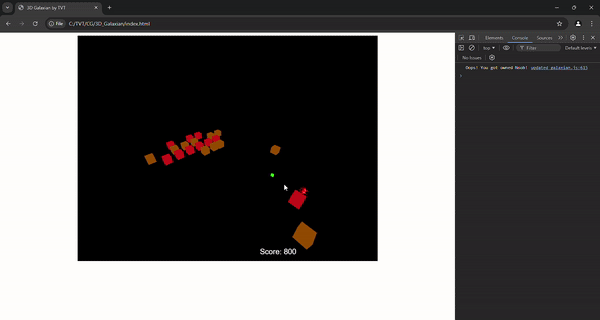 3D Galaxian by TVT
File C:/TVT/CG/3D_Galaxian/index.html
Elements Console Sources
top Filter Default levels
No Issues
Oops! You got owned Noob! updated_galaxian.js:633
Score: 800